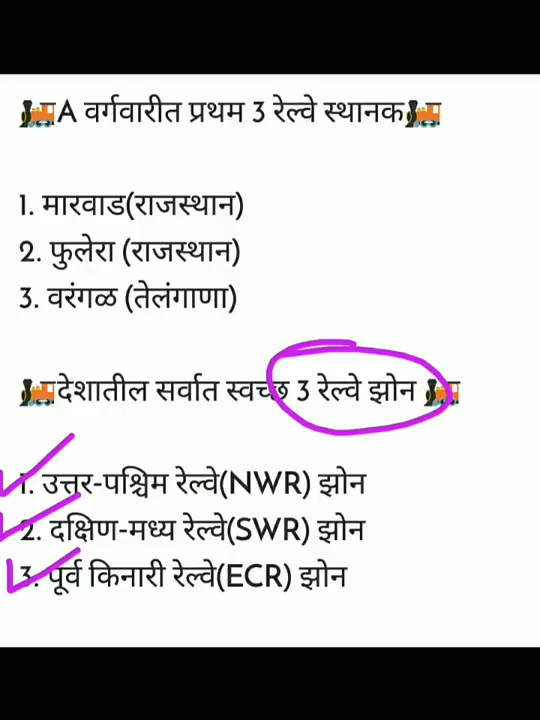 🚂A वर्गवारीत प्रथम 3 रेल्वे स्थानक🚂
1. मारवाड(राजस्थान)
2. फुलेरा (राजस्थान)
3. वरंगळ (तेलंगाणा)
🚂देशातील सर्वात स्वच्छ 3 रेल्वे झोन🚂
1. उत्तर-पश्चिम रेल्वे(NWR) झोन
2. दक्षिण-मध्य रेल्वे(SWR) झोन
3. पूर्व किनारी रेल्वे(ECR) झोन